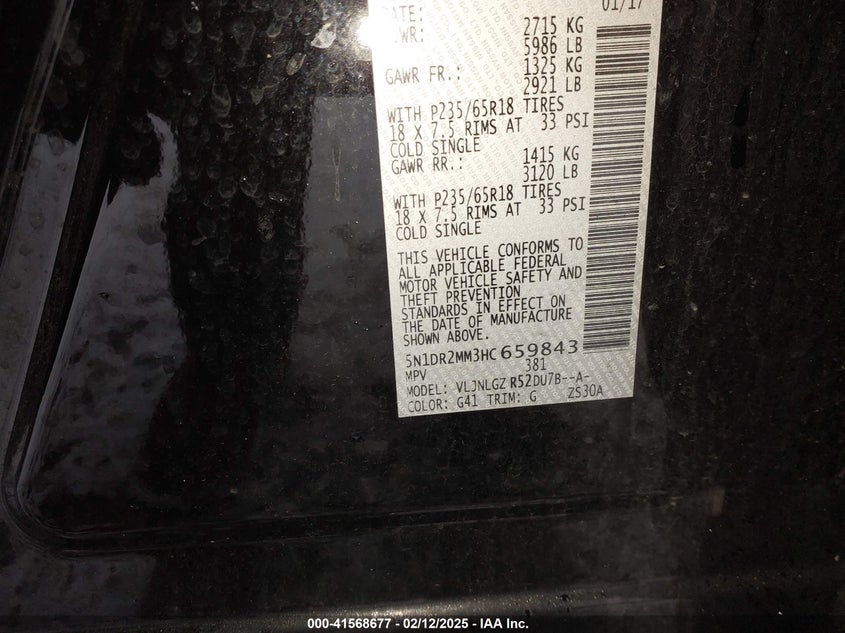 DATE: 01/17
GVWR: 2715 KG
5986 LB
GAWR FR.: 1325 KG
2921 LB
WITH P235/65R18 TIRES
18 X 7.5 RIMS AT 33 PSI
COLD SINGLE
GAWR RR.: 1415 KG
3120 LB
WITH P235/65R18 TIRES
18 X 7.5 RIMS AT 33 PSI
COLD SINGLE
THIS VEHICLE CONFORMS TO
ALL APPLICABLE FEDERAL
MOTOR VEHICLE SAFETY AND
THEFT PREVENTION
STANDARDS IN EFFECT ON
THE DATE OF MANUFACTURE
SHOWN ABOVE.
5N1DR2MM3HC659843
MPV 381
MODEL: VLJNLGZ R52DU7B--A-
COLOR: G41 TRIM: G ZS30A
000-41568677 - 02/12/2025 - IAA Inc.